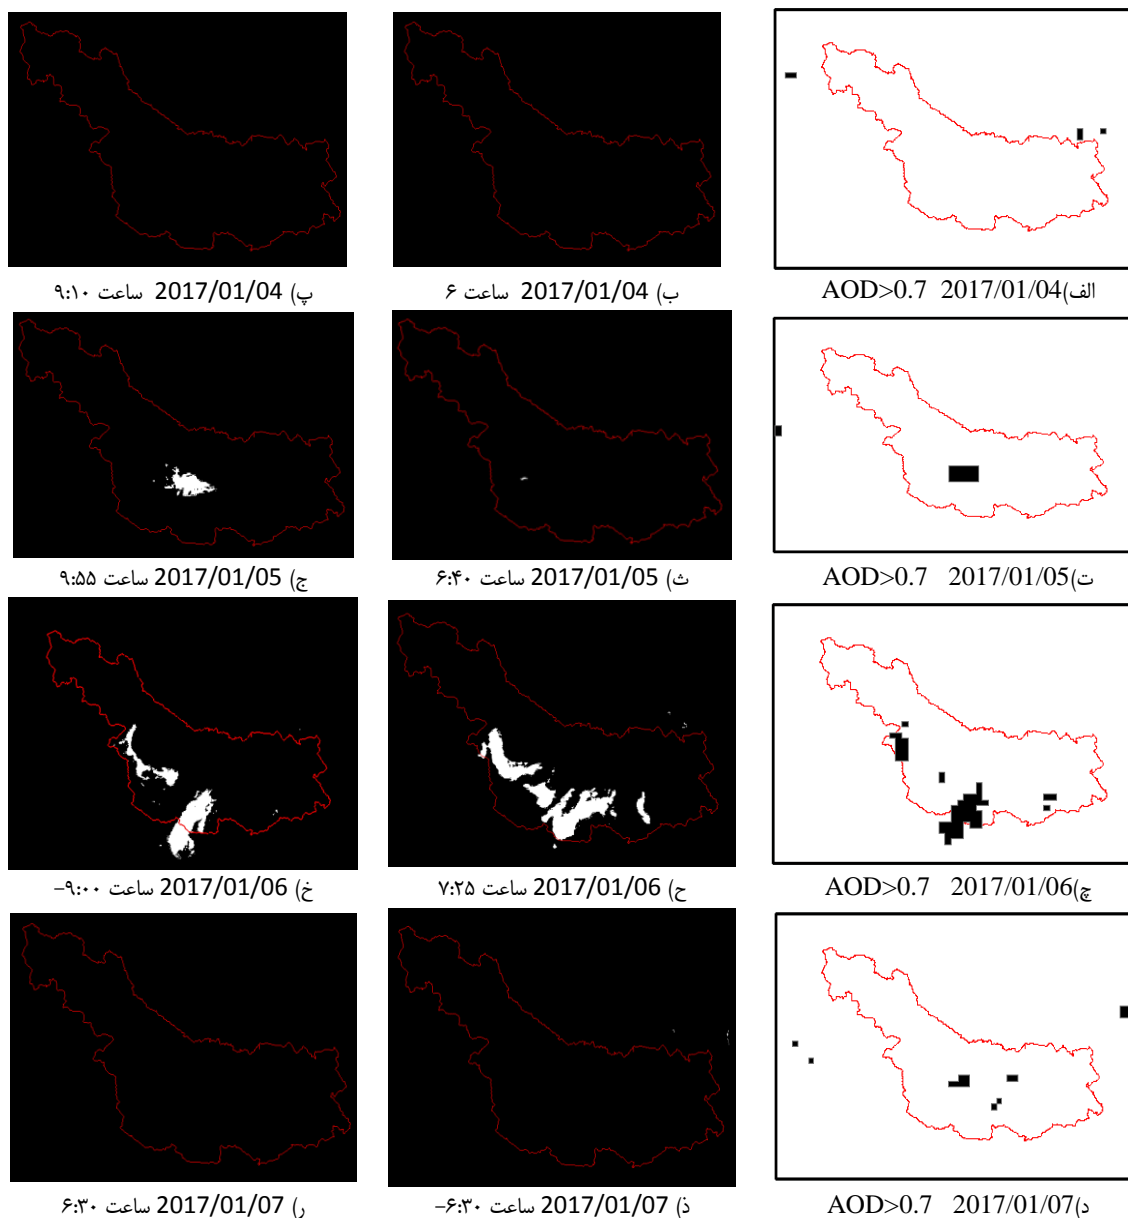 الف)2017/01/04 AOD>0.7
ب) 2017/01/04 ساعت ۶
پ) 2017/01/04 ساعت ۹:۱۰
ت)2017/01/05 AOD>0.7
ث) 2017/01/05 ساعت ۶:۴۰
ج) 2017/01/05 ساعت ۹:۵۵
چ)2017/01/06 AOD>0.7
ح) 2017/01/06 ساعت ۷:۲۵
خ) 2017/01/06 ساعت ۹:۰۰-
د)2017/01/07 AOD>0.7
ذ) 2017/01/07 ساعت ۶:۳۰-
ر) 2017/01/07 ساعت ۶:۳۰